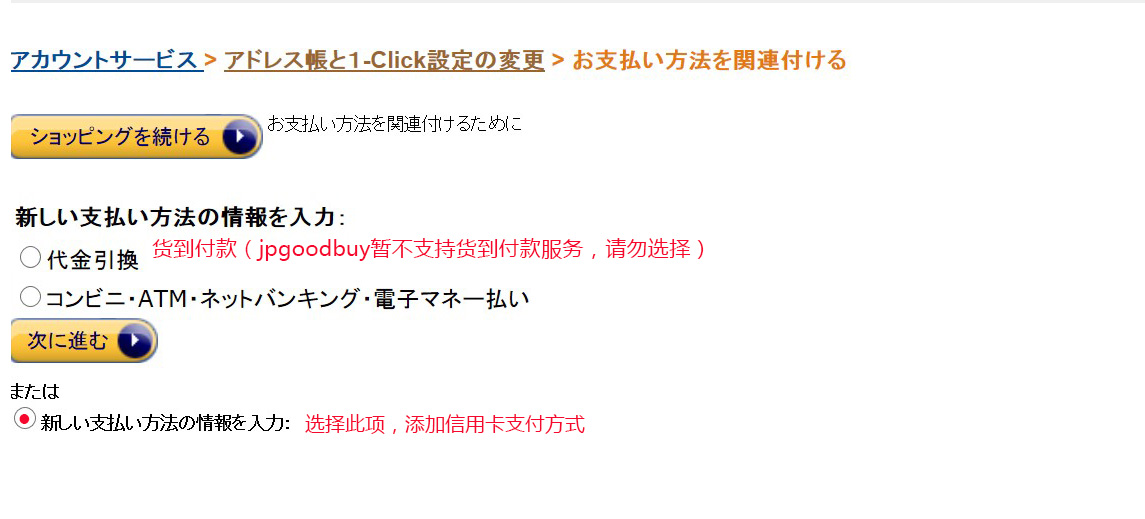 アカウントサービス > アドレス帳と1-Click設定の変更 > お支払い方法を関連付ける
ショッピングを続ける お支払い方法を関連付けるために
新しい支払い方法の情報を入力:
代金引換 货到付款（jpgoodbuy暂不支持货到付款服务，请勿选择）
コンビニ・ATM・ネットバンキング・電子マネー払い
次に進む
または
新しい支払い方法の情報を入力: 选择此项，添加信用卡支付方式